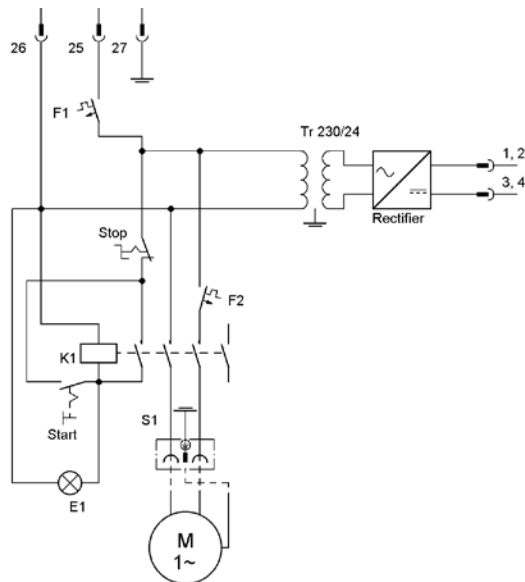 26
25
27
F1
Tr 230/24
1, 2
3, 4
Rectifier
Stop
F2
K1
Start
S1
E1
M
1~